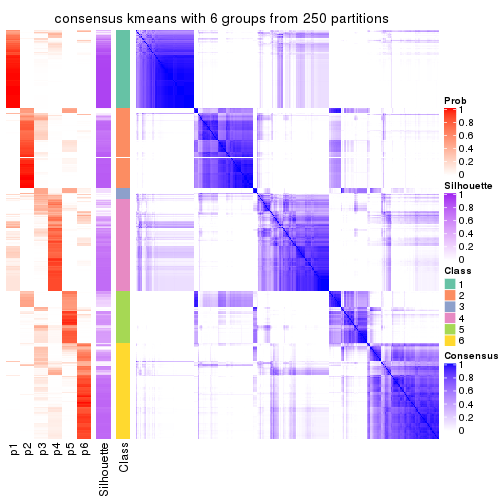 consensus kmeans with 6 groups from 250 partitions
Prob
1
0.8
0.6
0.4
0.2
0
Silhouette
1
0.8
0.6
0.4
0.2
0
Class
1
2
3
4
5
6
Consensus
1
0.8
0.6
0.4
0.2
0
p1
p2
p3
p4
p5
p6
Silhouette
Class